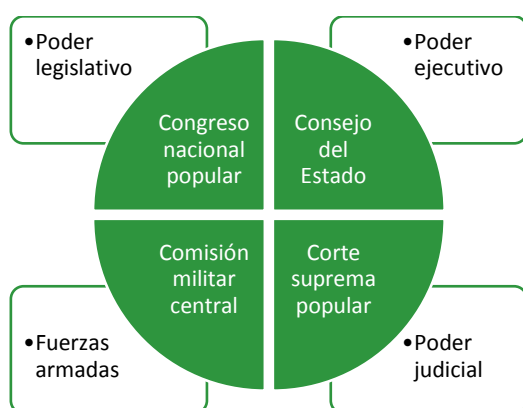 •Poder
legislativo
•Poder
ejecutivo
Congreso
nacional
popular
Consejo
del
Estado
Comisión
militar
central
Corte
suprema
popular
•Fuerzas
armadas
•Poder
judicial